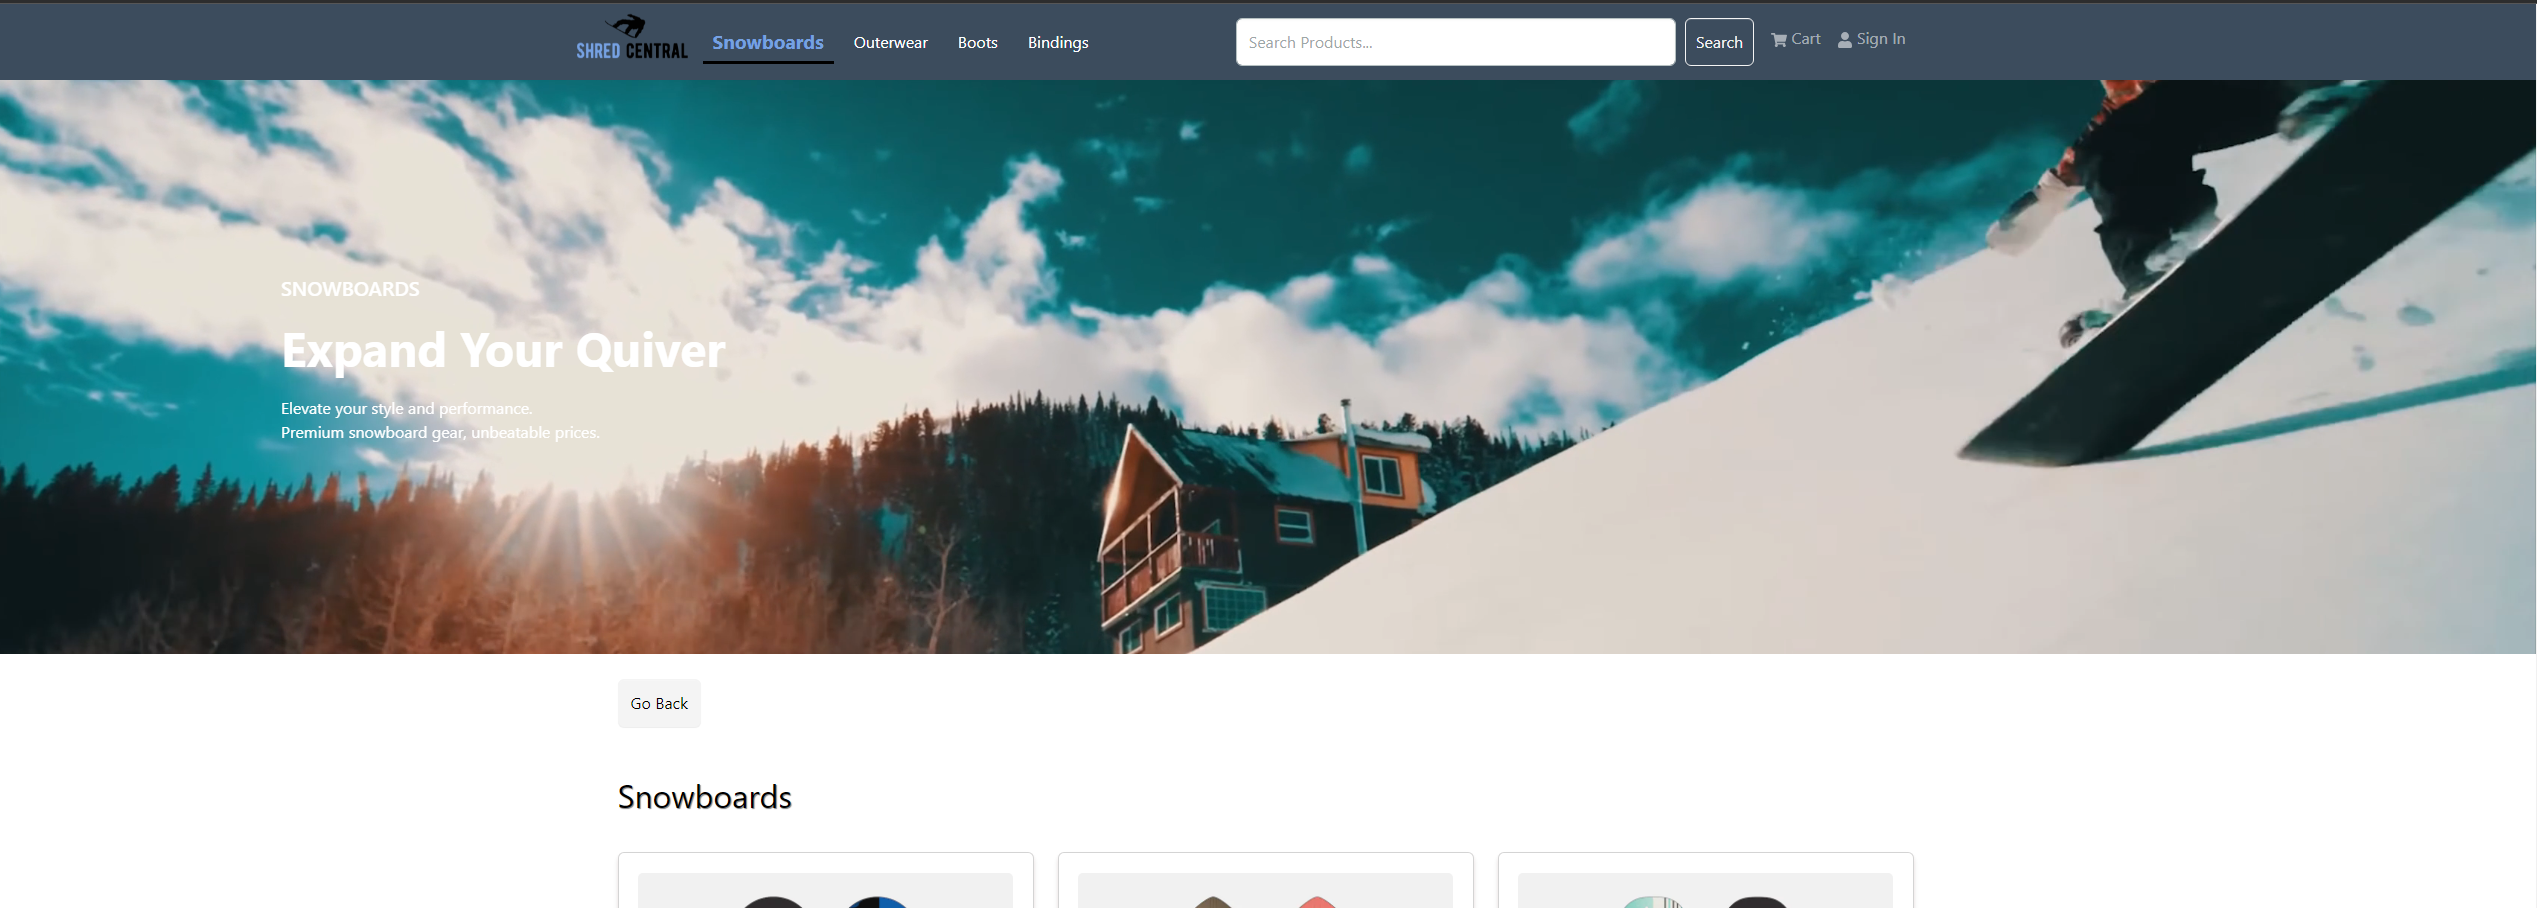 SHRED CENTRAL
Snowboards
Outerwear
Boots
Bindings
Search Products...
Search
Cart
Sign In
SNOWBOARDS
Expand Your Quiver
Elevate your style and performance.
Premium snowboard gear, unbeatable prices.
Go Back
Snowboards